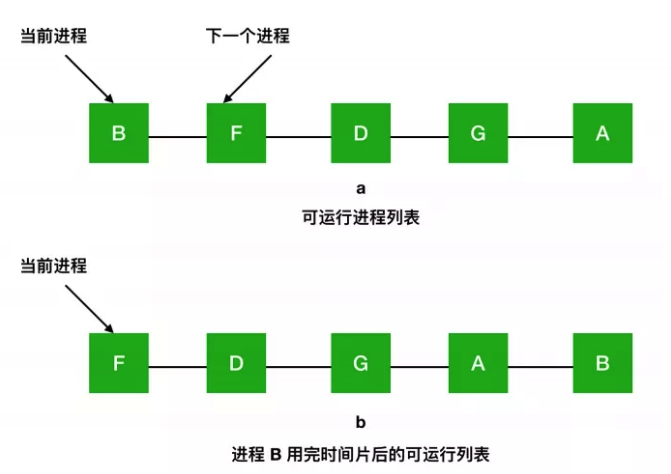 当前进程 下一个进程
B F D G A
a
可运行进程列表
当前进程
F D G A B
b
进程 B 用完时间片后的可运行列表